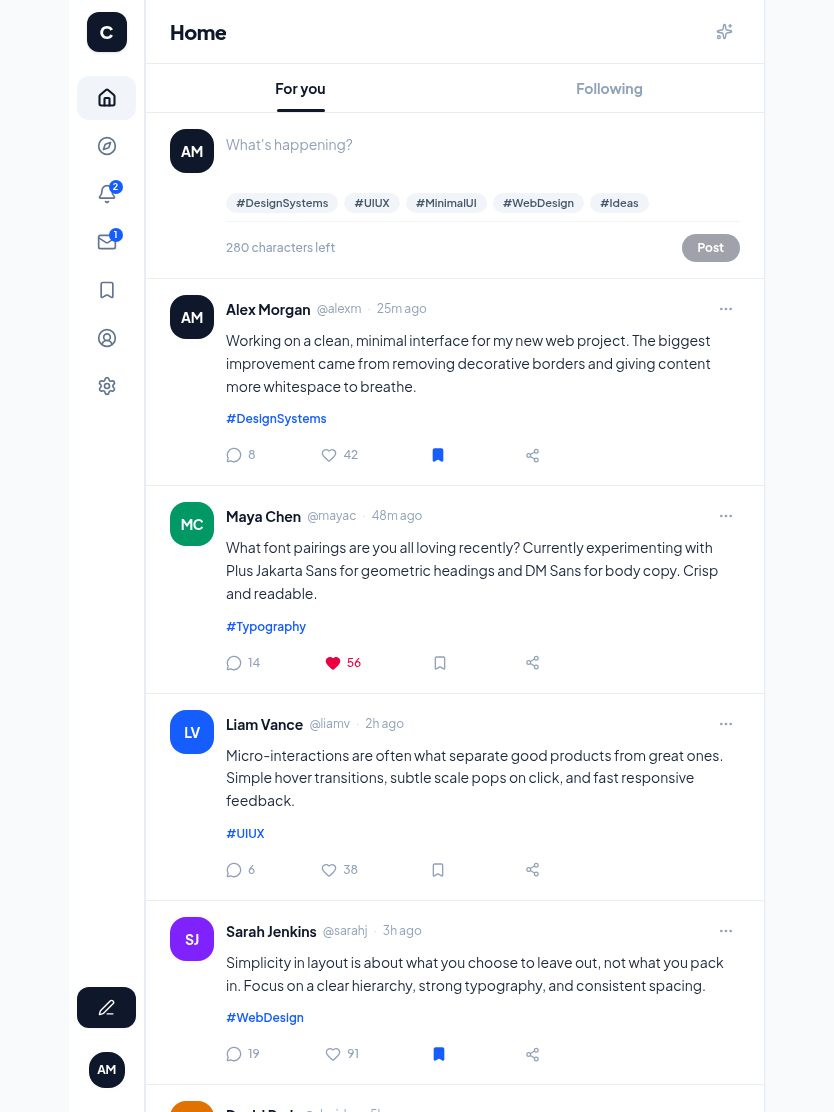 C
Home
For you
Following
2
1
AM
What's happening?
#DesignSystems #UIUX #MinimalUI #WebDesign #Ideas
280 characters left
Post
AM
Alex Morgan @alexm · 25m ago
Working on a clean, minimal interface for my new web project. The biggest
improvement came from removing decorative borders and giving content
more whitespace to breathe.
#DesignSystems
8 42
MC
Maya Chen @mayac · 48m ago
What font pairings are you all loving recently? Currently experimenting with
Plus Jakarta Sans for geometric headings and DM Sans for body copy. Crisp
and readable.
#Typography
14 56
LV
Liam Vance @liamv · 2h ago
Micro-interactions are often what separate good products from great ones.
Simple hover transitions, subtle scale pops on click, and fast responsive
feedback.
#UIUX
6 38
SJ
Sarah Jenkins @sarahj · 3h ago
Simplicity in layout is about what you choose to leave out, not what you pack
in. Focus on a clear hierarchy, strong typography, and consistent spacing.
#WebDesign
19 91
AM